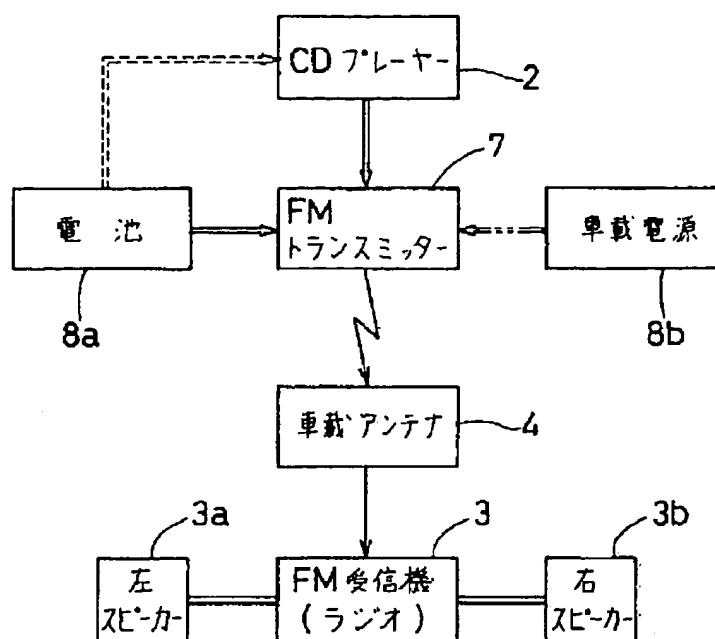 CDプレーヤー
2
7
電池
FM
トランスミッター
車載電源
8a
8b
車載アンテナ
4
3a
3
3b
左
スピーカー
FM受信機
(ラジオ)
右
スピーカー